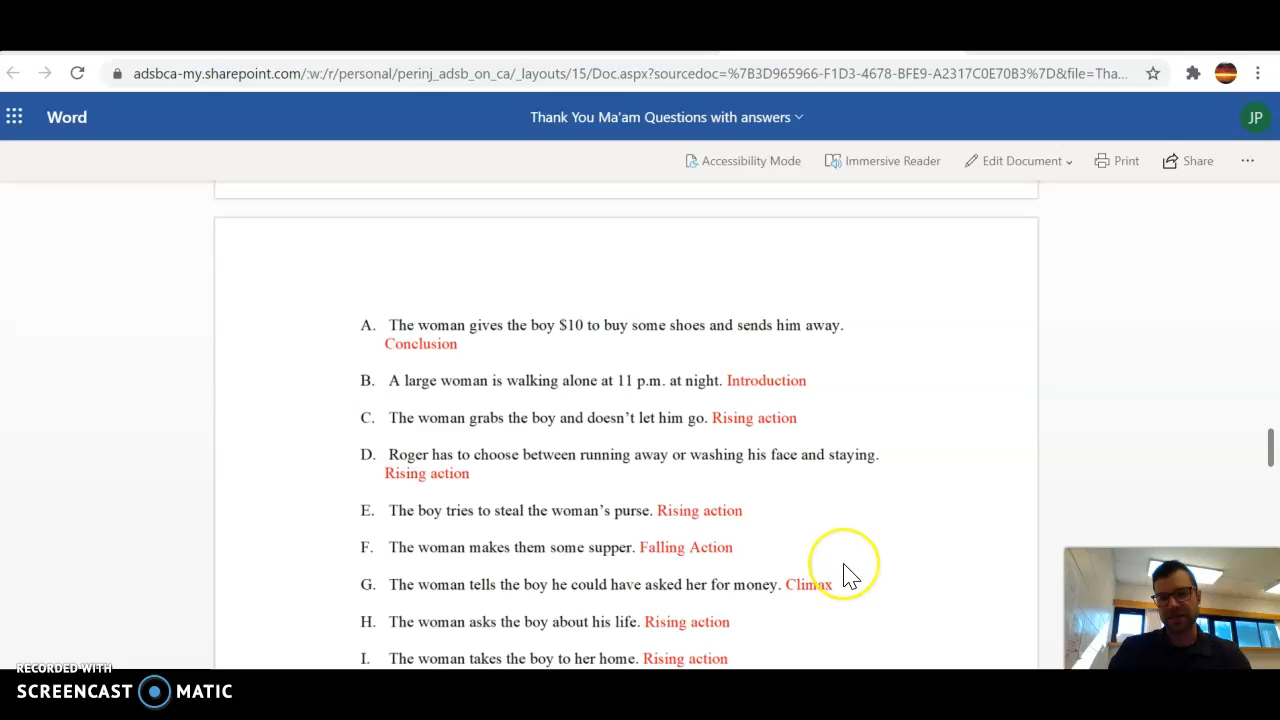 adsbca-my.sharepoint.com/:w:/r/personal/perinj_adsb_on_ca/_layouts/15/Doc.aspx?sourcedoc=%7B3D965966-F1D3-4678-BFE9-A2317C0E70B3%7D&file=Tha...
Word
Thank You Ma'am Questions with answers
JP
Accessibility Mode
Immersive Reader
Edit Document
Print
Share
A. The woman gives the boy $10 to buy some shoes and sends him away.
Conclusion
B. A large woman is walking alone at 11 p.m. at night. Introduction
C. The woman grabs the boy and doesn’t let him go. Rising action
D. Roger has to choose between running away or washing his face and staying.
Rising action
E. The boy tries to steal the woman’s purse. Rising action
F. The woman makes them some supper. Falling Action
G. The woman tells the boy he could have asked her for money. Climax
H. The woman asks the boy about his life. Rising action
I. The woman takes the boy to her home. Rising action
RECORDED WITH
SCREENCAST MATIC